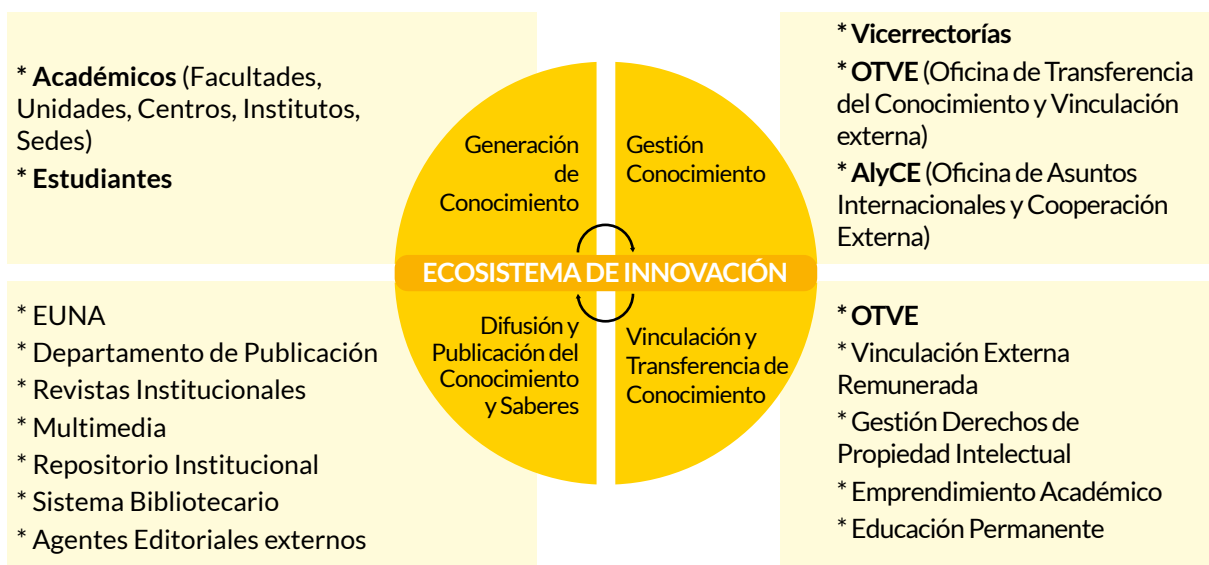 * Académicos (Facultades,
Unidades, Centros, Institutos,
Sedes)
* Estudiantes
Generación
de
Conocimiento
Gestión
Conocimiento
* Vicerrectorías
* OTVE (Oficina de Transferencia
del Conocimiento y Vinculación
externa)
* AlyCE (Oficina de Asuntos
Internacionales y Cooperación
Externa)
ECOSISTEMA DE INNOVACIÓN
* EUNA
* Departamento de Publicación
* Revistas Institucionales
* Multimedia
* Repositorio Institucional
* Sistema Bibliotecario
* Agentes Editoriales externos
Difusión y
Publicación del
Conocimiento
y Saberes
Vinculación y
Transferencia de
Conocimiento
* OTVE
* Vinculación Externa
Remunerada
* Gestión Derechos de
Propiedad Intelectual
* Emprendimiento Académico
* Educación Permanente